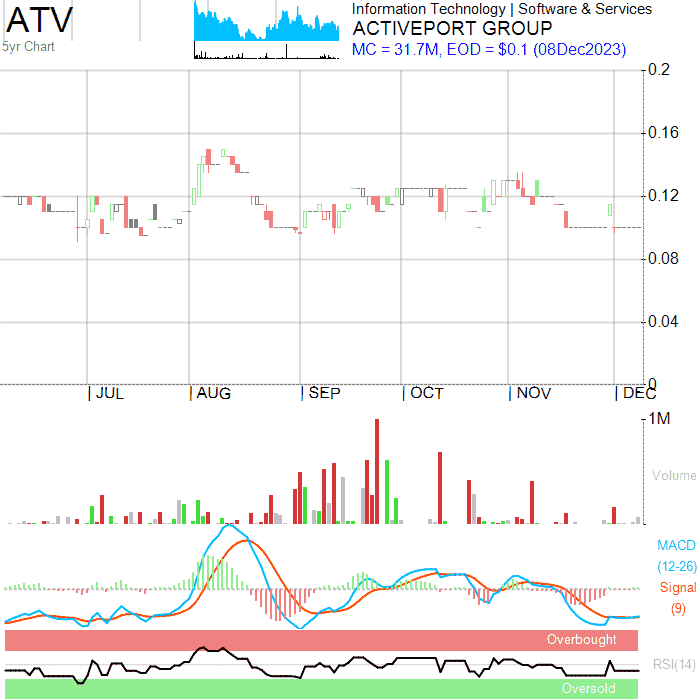 ATV
5yr Chart
Information Technology | Software & Services
ACTIVEPORT GROUP
MC = 31.7M, EOD = $0.1 (08Dec2023)
0.2
0.16
0.12
0.08
0.04
0
| JUL | AUG | SEP | OCT | NOV | DEC
1M
Volume
MACD
(12-26)
Signal
(9)
Overbought
RSI(14)
Oversold